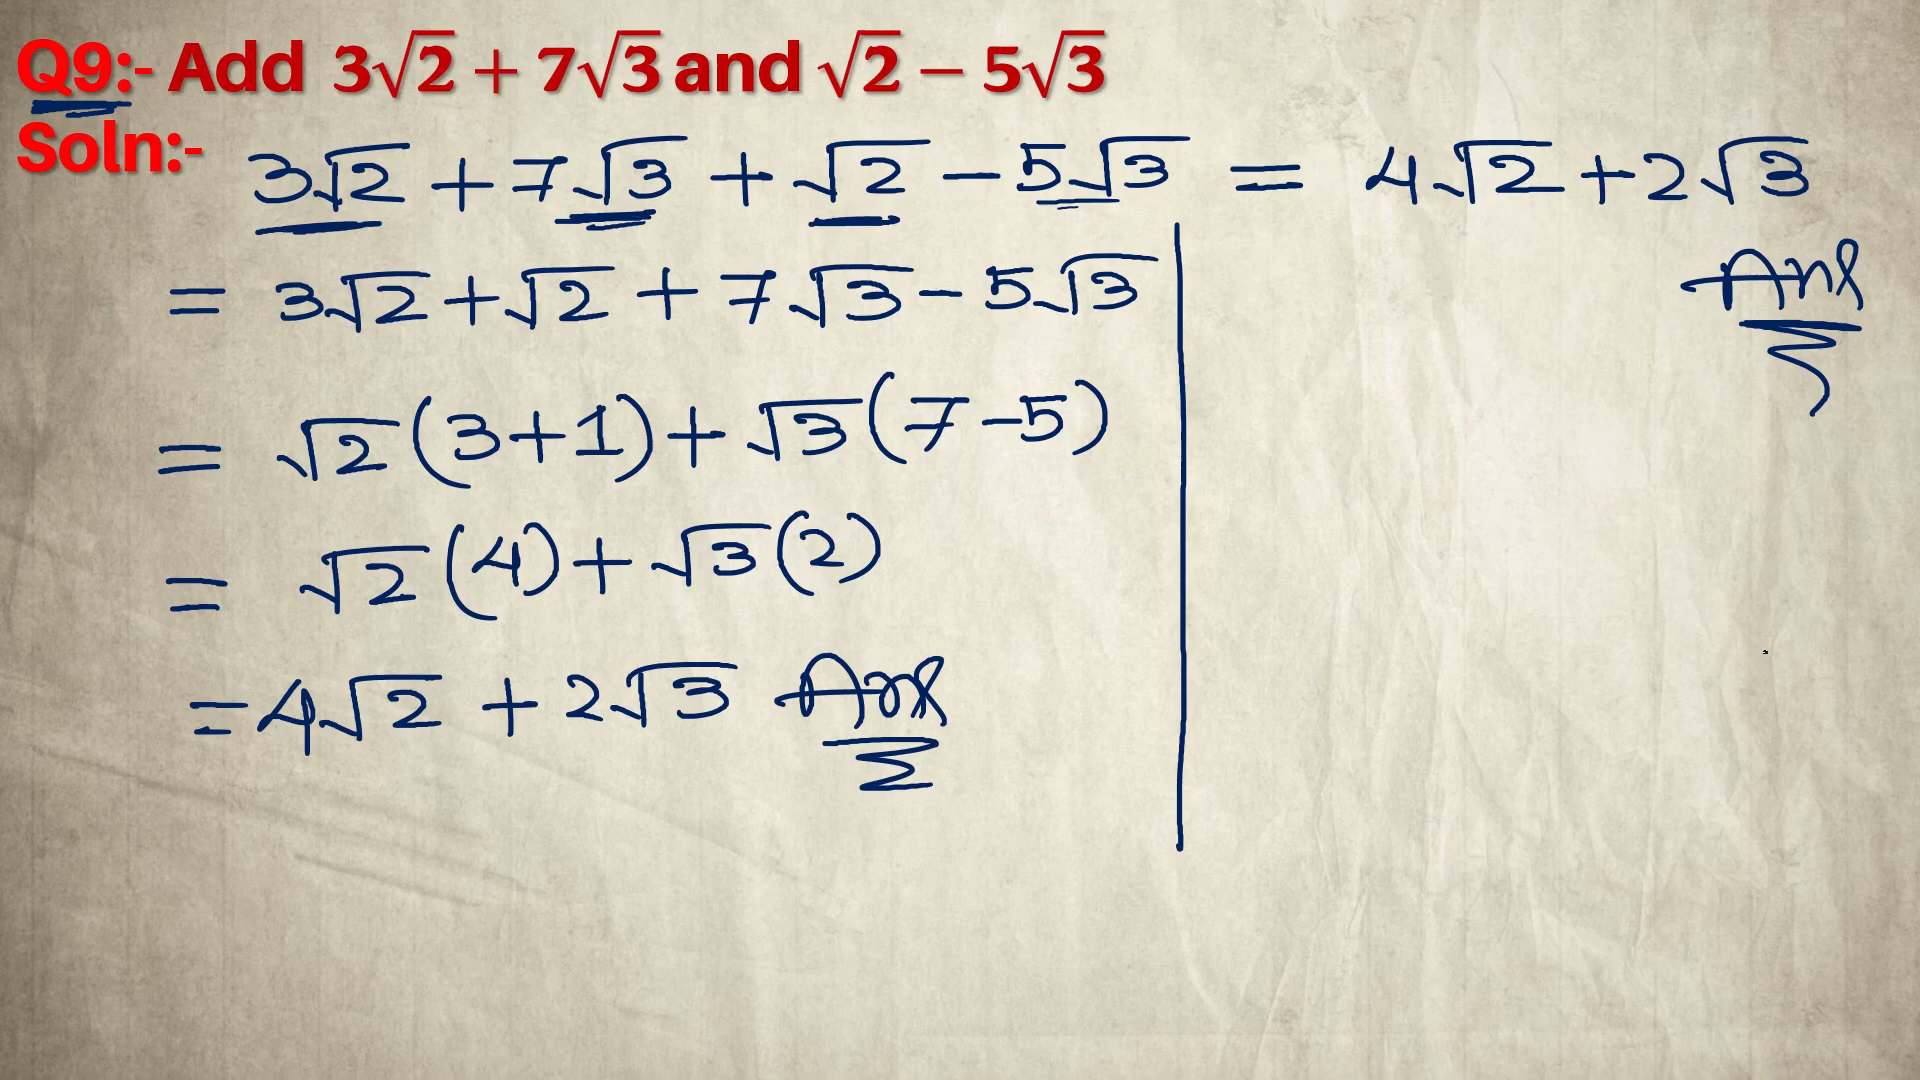 Q9:- Add 3√2 + 7√3 and √2 − 5√3
Soln:-
3√2 + 7√3 + √2 − 5√3 = 4√2 + 2√3
Ans
= 3√2 + √2 + 7√3 − 5√3
= √2 (3+1) + √3 (7−5)
= √2 (4) + √3 (2)
= 4√2 + 2√3 Ans